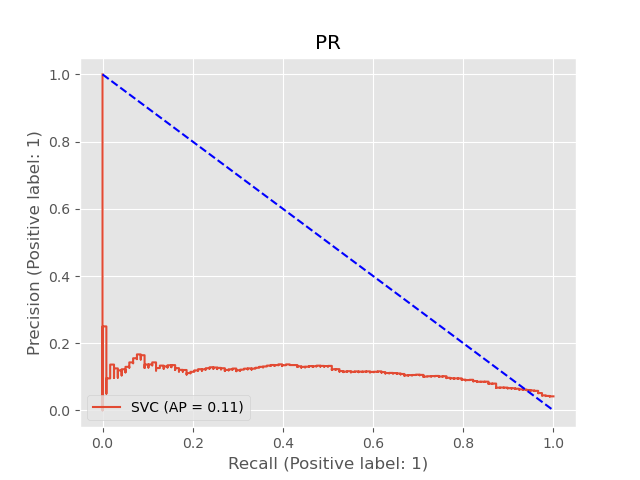 PR
Precision (Positive label: 1)
1.0
0.8
0.6
0.4
0.2
0.0
SVC (AP = 0.11)
0.0 0.2 0.4 0.6 0.8 1.0
Recall (Positive label: 1)